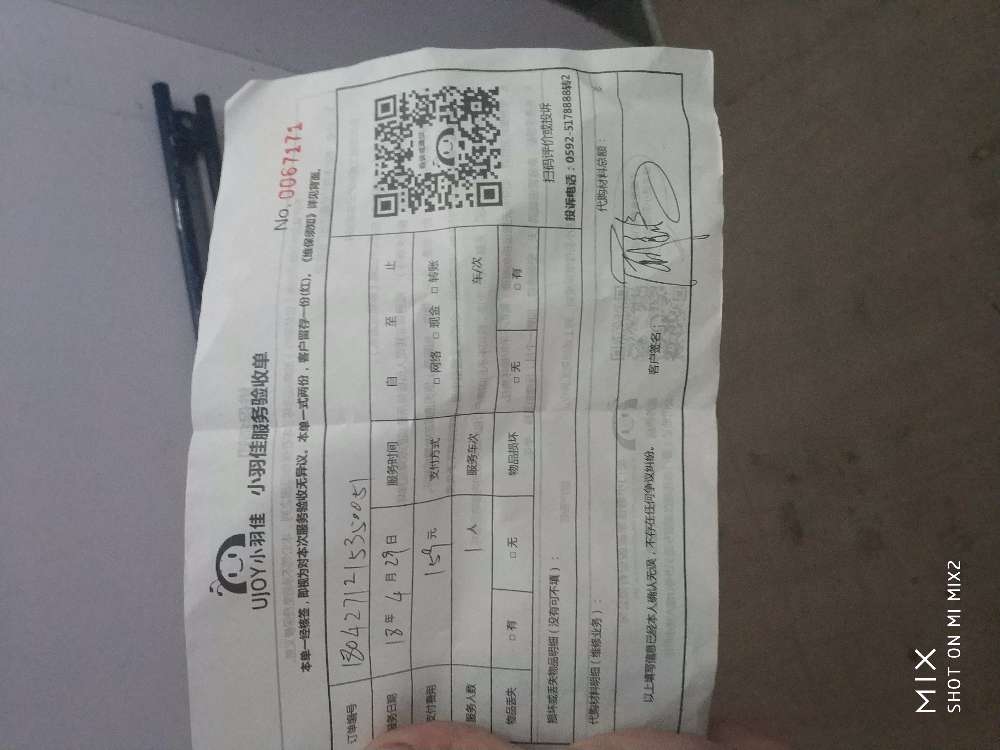 No. 0067171
UJOY小羽佳 小羽佳服务验收单
本单一经核签，即视为对本次服务验收无异议。本单一式两份，客户留存一份(红)。《维保须知》详见背面。
订单编号 1804271215350051
服务日期 18年 4月 29日 服务时间 自 至 止
支付费用 159元 支付方式 □ 网络 □ 现金 □ 转账
服务人数 1 人 服务车次 车/次
物品丢失 □ 有 □ 无 物品损坏 □ 无 □ 有
扫码评价或投诉
投诉电话：0592-5178888转2
损坏或丢失物品明细（没有可不填）：
代购材料明细（维修业务）： 代购材料总额：
以上填写信息已经本人确认无误，不存在任何争议纠纷。 客户签名：
MIX
SHOT ON MI MIX2